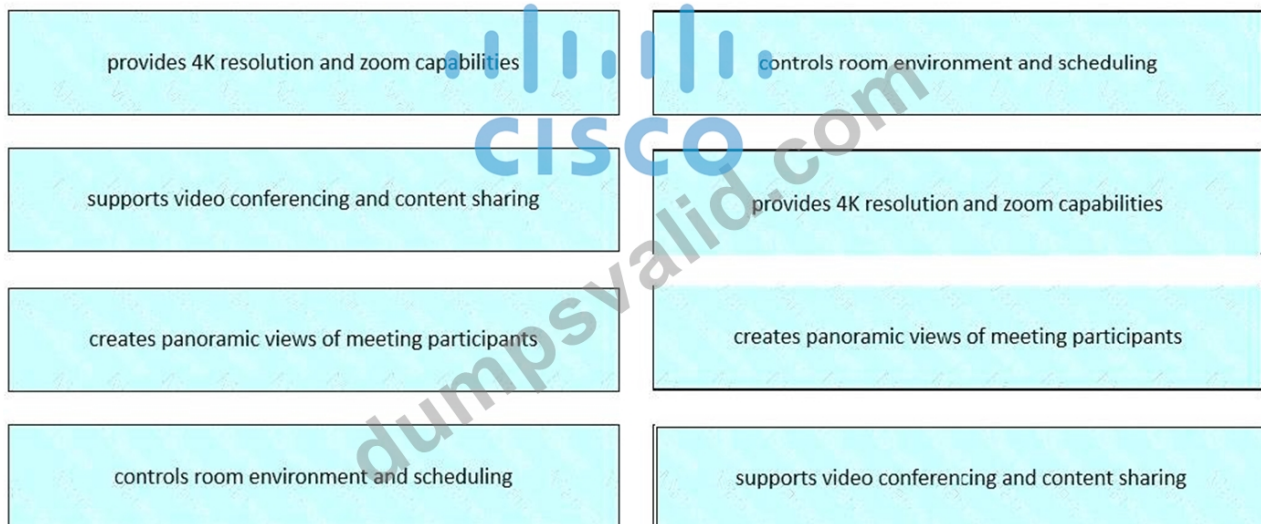 provides 4K resolution and zoom capabilities
controls room environment and scheduling
CISCO
supports video conferencing and content sharing
provides 4K resolution and zoom capabilities
dumpsvalid.com
creates panoramic views of meeting participants
creates panoramic views of meeting participants
controls room environment and scheduling
supports video conferencing and content sharing